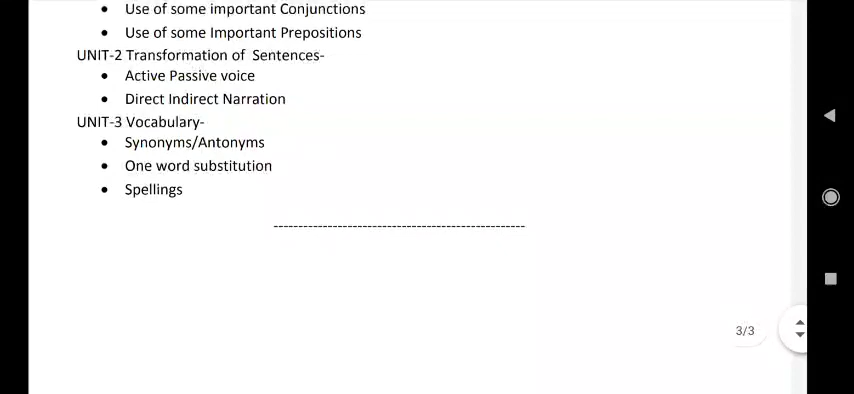 • Use of some important Conjunctions
• Use of some Important Prepositions
UNIT-2 Transformation of Sentences-
• Active Passive voice
• Direct Indirect Narration
UNIT-3 Vocabulary-
• Synonyms/Antonyms
• One word substitution
• Spellings
--------------------------------------------------
3/3